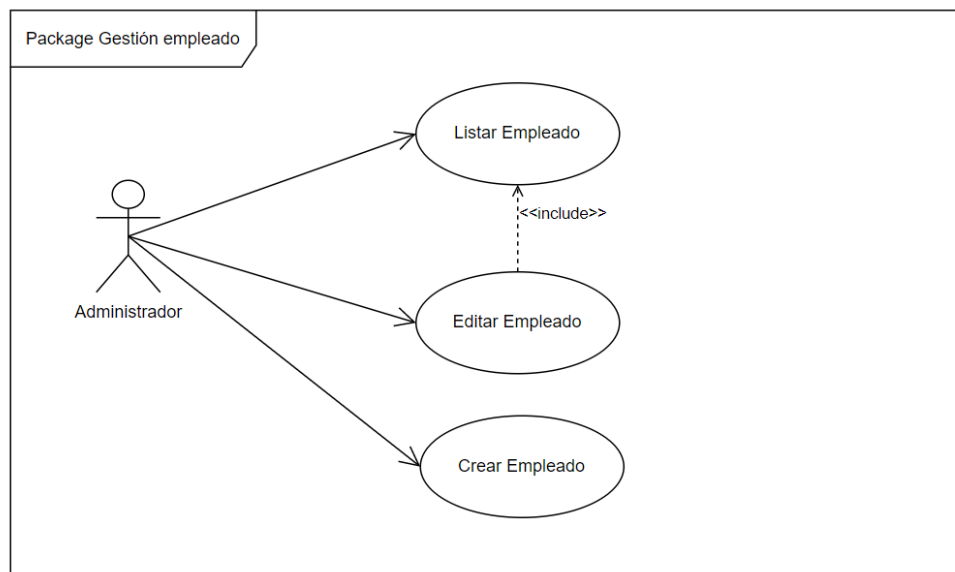 Package Gestión empleado
Listar Empleado
<<include>>
Administrador
Editar Empleado
Crear Empleado